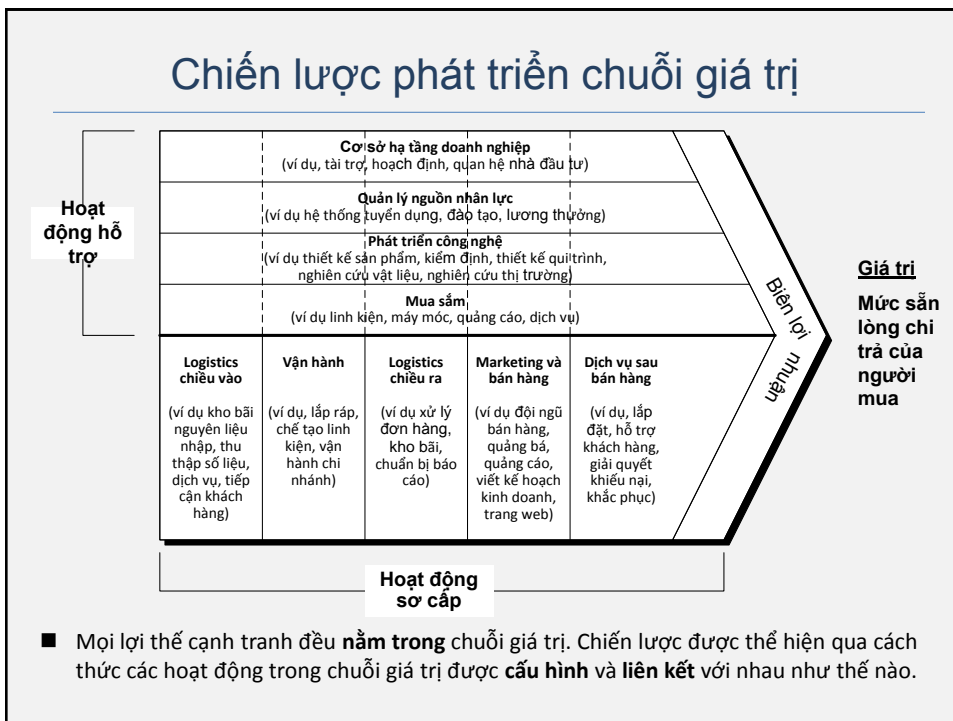 Chiến lược phát triển chuỗi giá trị
Hoạt
động hỗ
trợ
Cơ sở hạ tầng doanh nghiệp
(ví dụ, tài trợ, hoạch định, quan hệ nhà đầu tư)
Quản lý nguồn nhân lực
(ví dụ hệ thống tuyển dụng, đào tạo, lương thưởng)
Phát triển công nghệ
(ví dụ thiết kế sản phẩm, kiểm định, thiết kế qui trình,
nghiên cứu vật liệu, nghiên cứu thị trường)
Mua sắm
(ví dụ linh kiện, máy móc, quảng cáo, dịch vụ)
Logistics
chiều vào
(ví dụ kho bãi
nguyên liệu
nhập, thu
thập số liệu,
dịch vụ, tiếp
cận khách
hàng)
Vận hành
(ví dụ, lắp ráp,
chế tạo linh
kiện, vận
hành chi
nhánh)
Logistics
chiều ra
(ví dụ xử lý
đơn hàng,
kho bãi,
chuẩn bị báo
cáo)
Marketing và
bán hàng
(ví dụ đội ngũ
bán hàng,
quảng bá,
quảng cáo,
viết kế hoạch
kinh doanh,
trang web)
Dịch vụ sau
bán hàng
(ví dụ, lắp
đặt, hỗ trợ
khách hàng,
giải quyết
khiếu nại,
khắc phục)
Biên lợi
nhuận
Giá trị
Mức sẵn
lòng chi
trả của
người
mua
Hoạt động
sơ cấp
■ Mọi lợi thế cạnh tranh đều nằm trong chuỗi giá trị. Chiến lược được thể hiện qua cách
thức các hoạt động trong chuỗi giá trị được cấu hình và liên kết với nhau như thế nào.